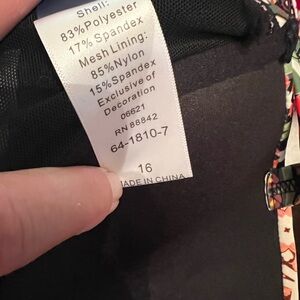 Shell:
83%Polyester
17%Spandex
Mesh Lining:
85%Nylon
15%Spandex
Exclusive of
Decoration
06621
RN 88842
64-1810-7
16
MADE IN CHINA